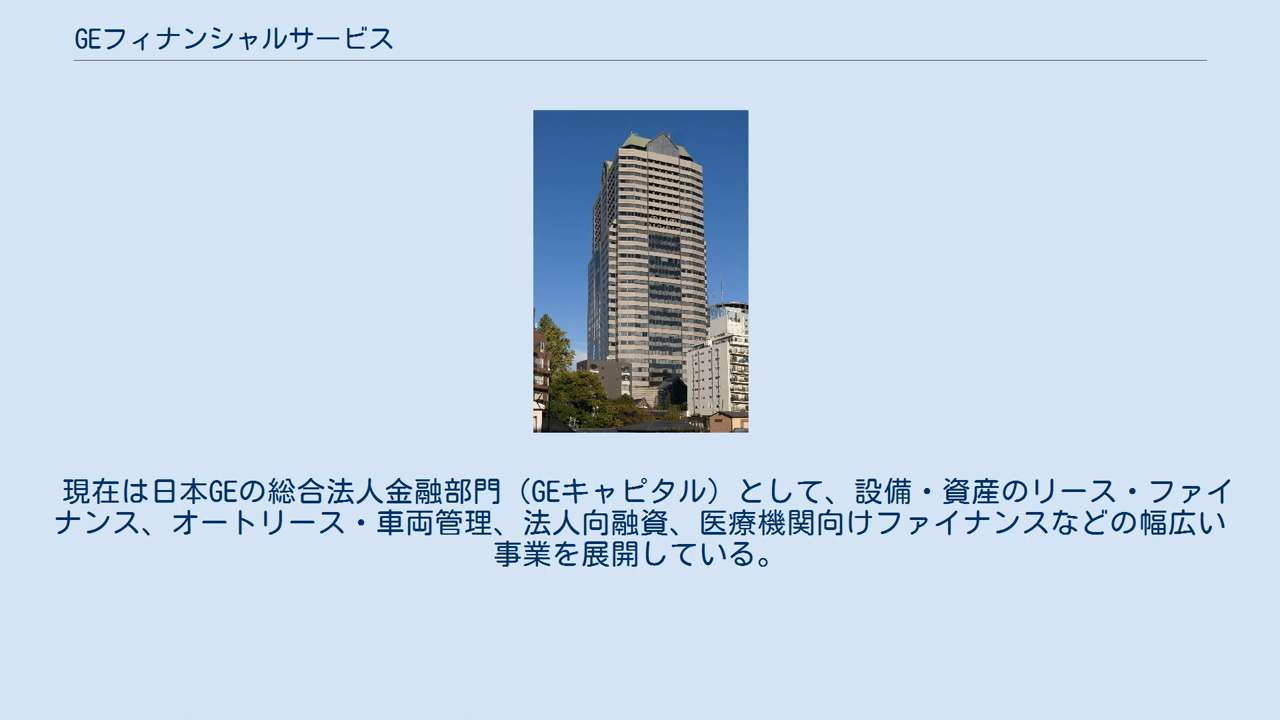 GEフィナンシャルサービス
現在は日本GEの総合法人金融部門（GEキャピタル）として、設備・資産のリース・ファイ
ナンス、オートリース・車両管理、法人向融資、医療機関向けファイナンスなどの幅広い
事業を展開している。